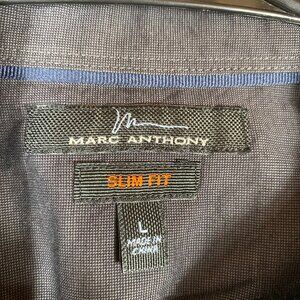 MARC ANTHONY
SLIM FIT
L
MADE IN
CHINA